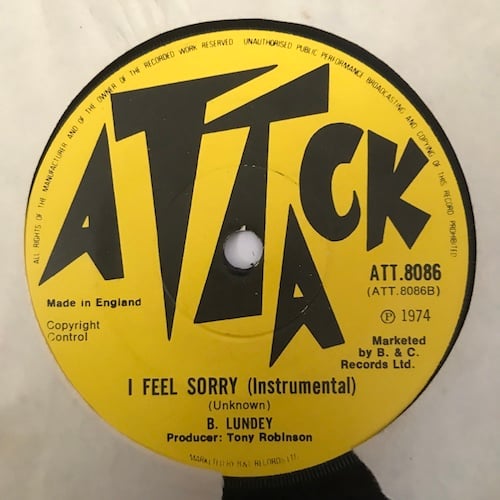 ALL RIGHTS OF THE MANUFACTURER AND OF THE OWNER OF THE RECORDED WORK RESERVED UNAUTHORISED PUBLIC PERFORMANCE BROADCASTING AND COPYING OF THIS RECORD PROHIBITED
ATTACK
ATT.8086
(ATT.8086B)
Made in England
℗ 1974
Copyright
Control
Marketed
by B. & C.
Records Ltd.
I FEEL SORRY (Instrumental)
(Unknown)
B. LUNDEY
Producer: Tony Robinson
MARKETED BY B&C RECORDS LTD.